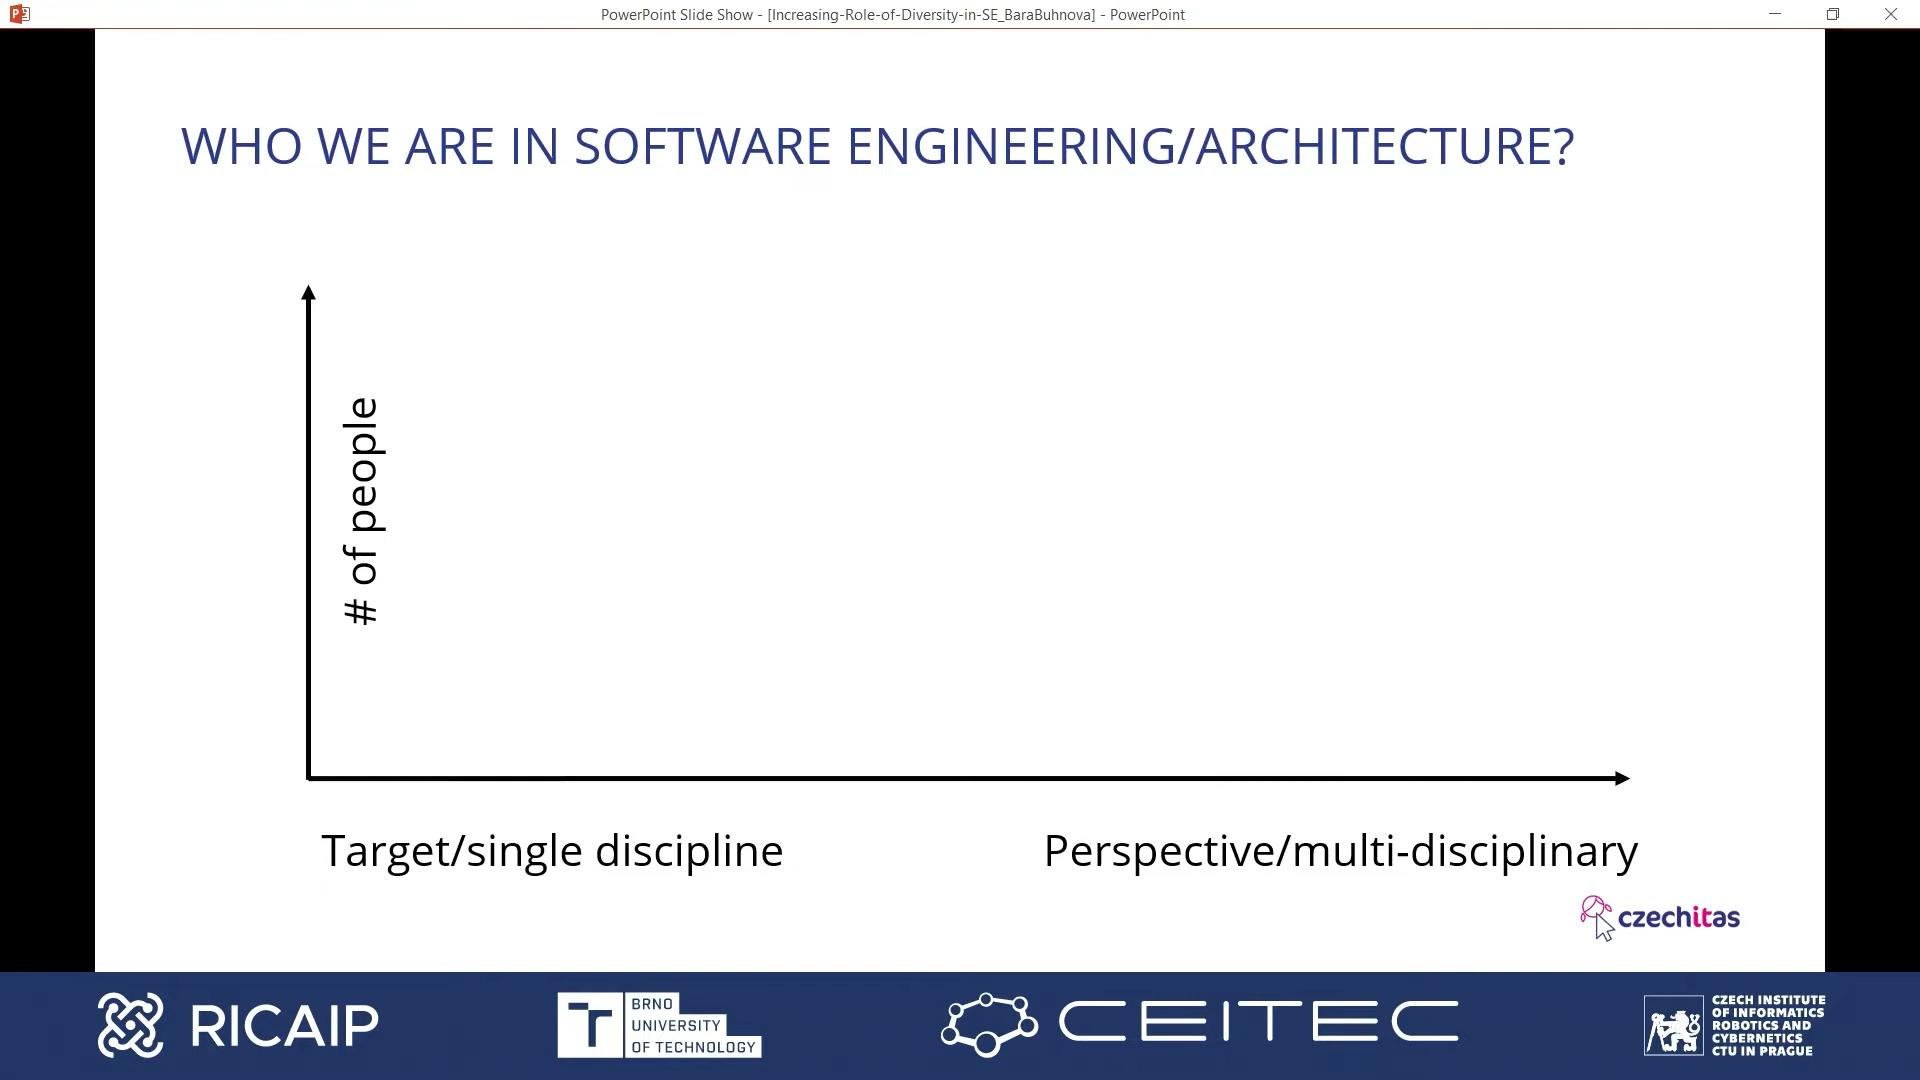 PowerPoint Slide Show - [Increasing-Role-of-Diversity-in-SE_BaraBuhnova] - PowerPoint
WHO WE ARE IN SOFTWARE ENGINEERING/ARCHITECTURE?
# of people
Target/single discipline
Perspective/multi-disciplinary
czechitas
RICAIP
T
BRNO
UNIVERSITY
OF TECHNOLOGY
CEITEC
CZECH INSTITUTE
OF INFORMATICS
ROBOTICS AND
CYBERNETICS
CTU IN PRAGUE